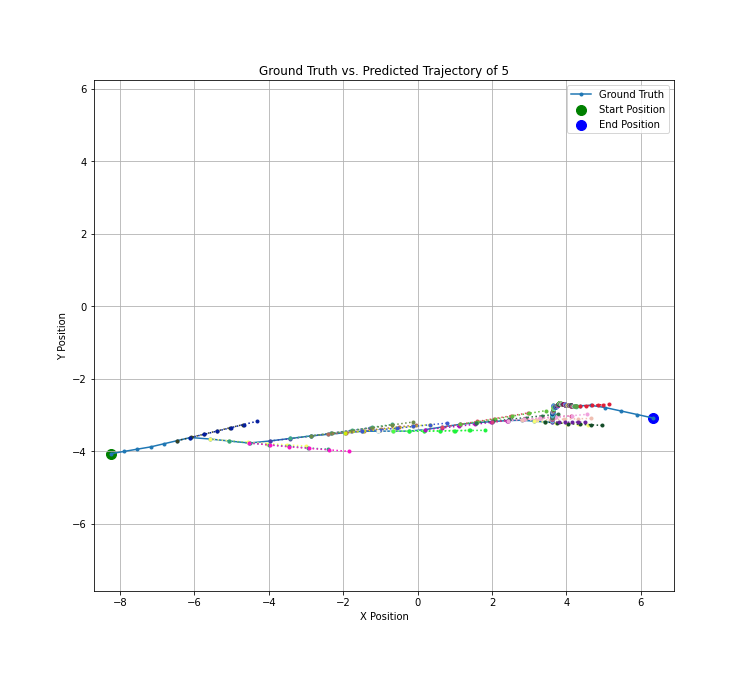 Ground Truth vs. Predicted Trajectory of 5
Ground Truth
Start Position
End Position
6
4
2
0
−2
−4
−6
Y Position
−8 −6 −4 −2 0 2 4 6
X Position